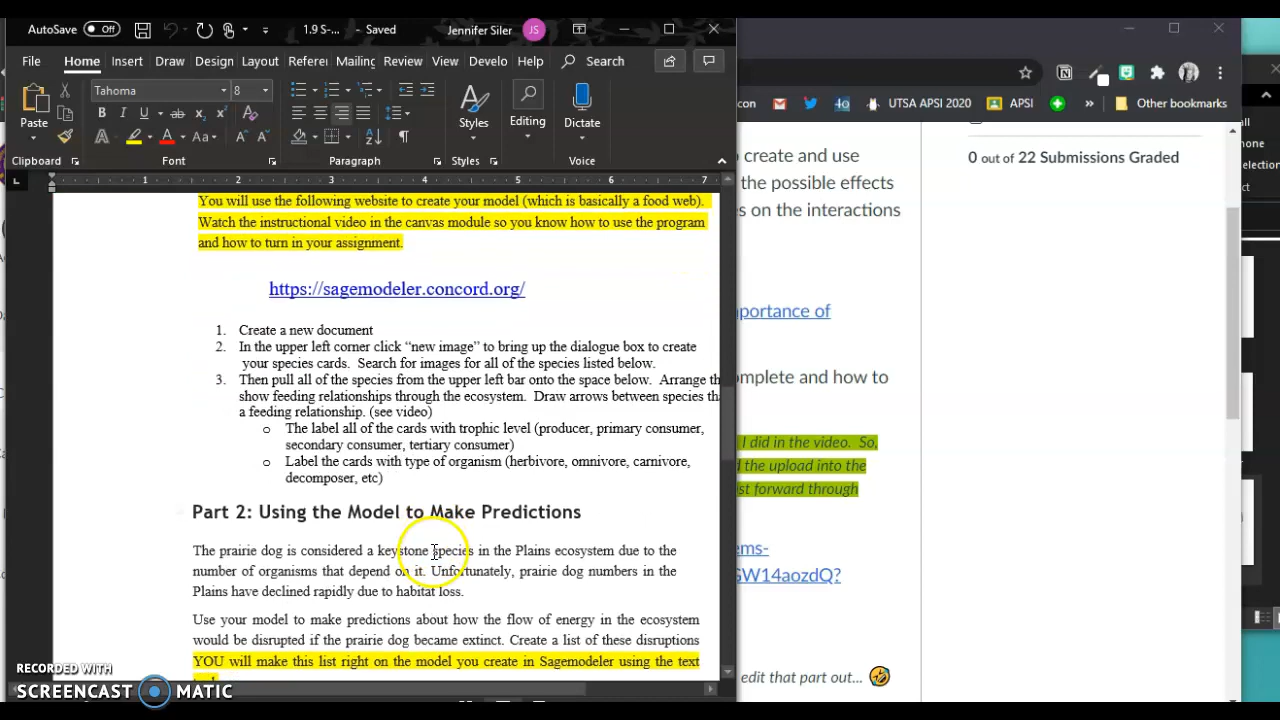 AutoSave Off 1.9 S-... - Saved Jennifer Siler JS
File Home Insert Draw Design Layout Referen Mailing Review View Develo Help Search
Tahoma 8
Paste Styles Editing Dictate
Clipboard Font Paragraph Styles Voice
1 2 3 4 5 6 7
You will use the following website to create your model (which is basically a food web).
Watch the instructional video in the canvas module so you know how to use the program
and how to turn in your assignment.
https://sagemodeler.concord.org/
1. Create a new document
2. In the upper left corner click “new image” to bring up the dialogue box to create
your species cards. Search for images for all of the species listed below.
3. Then pull all of the species from the upper left bar onto the space below. Arrange th
show feeding relationships through the ecosystem. Draw arrows between species tha
a feeding relationship. (see video)
o The label all of the cards with trophic level (producer, primary consumer,
secondary consumer, tertiary consumer)
o Label the cards with type of organism (herbivore, omnivore, carnivore,
decomposer, etc)
Part 2: Using the Model to Make Predictions
The prairie dog is considered a keystone species in the Plains ecosystem due to the
number of organisms that depend on it. Unfortunately, prairie dog numbers in the
Plains have declined rapidly due to habitat loss.
Use your model to make predictions about how the flow of energy in the ecosystem
would be disrupted if the prairie dog became extinct. Create a list of these disruptions
YOU will make this list right on the model you create in Sagemodeler using the text
RECORDED WITH
SCREENCAST MATIC
con UTSA APSI 2020 APSI » Other bookmarks
o create and use
the possible effects
es on the interactions
0 out of 22 Submissions Graded
mportance of
omplete and how to
I did in the video. So,
d the upload into the
st forward through
ems-
GW14aozdQ?
edit that part out... 🤣
hone
electio